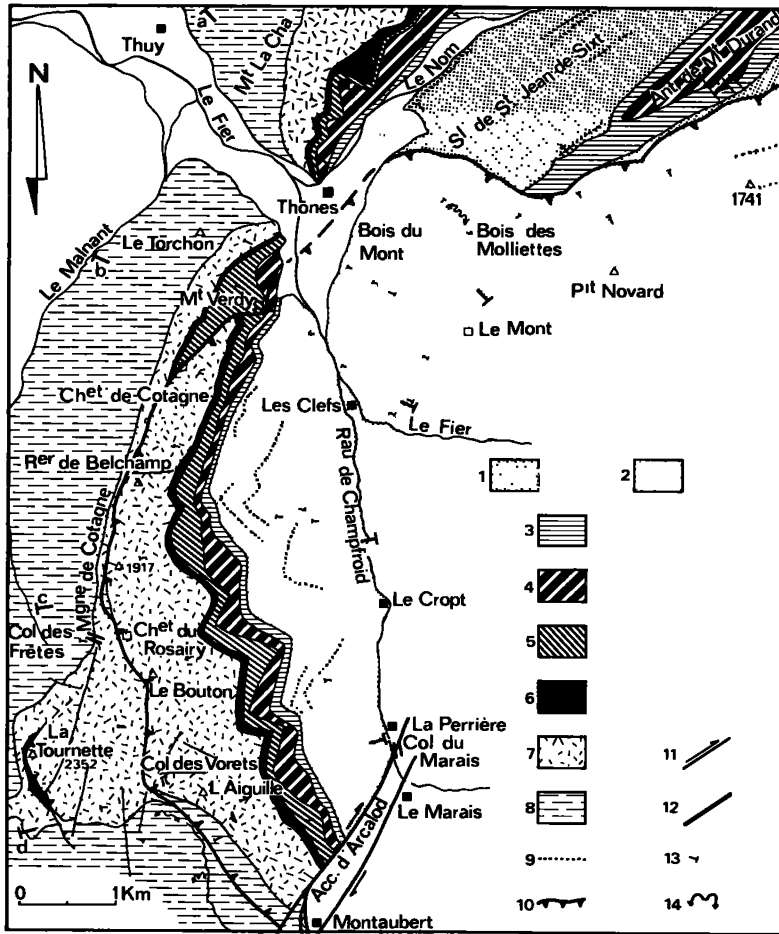 a
Thuy
Mt La Cha
Le Nom
Le Fier
Sl de St Jean-de-Sixt
Ant. de Mt Durand
N
Thônes
1741
Le Malnant
Le Torchon
b
Bois du
Mont
Bois des
Molliettes
Pit Novard
Mt Verdy
Le Mont
Chet de Cotagne
Les Clefs
Le Fier
Rer de Belchamp
Rau de Champfroid
1
2
Mgne de Cotagne
1917
3
c
Col des
Frêtes
Chet du
Rosairy
Le Cropt
4
5
Le Bouton
6
La
Tournette
2352
Col des Vorets
La Perrière
Col du
Marais
7
11
L'Aiguille
Le Marais
8
12
d
Acc. d'Arcalod
9
13
0
1Km
Montaubert
10
14